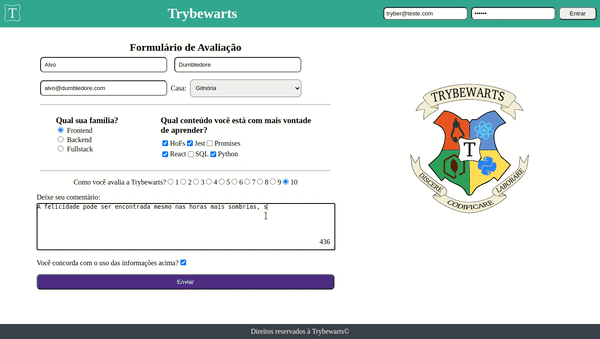 T Trybewarts tryber@teste.com •••••• Entrar
Formulário de Avaliação
Alvo Dumbledore
alvo@dumbledore.com Casa: Gitnória
Qual sua família?
Frontend
Backend
Fullstack
Qual conteúdo você está com mais vontade
de aprender?
HoFs Jest Promises
React SQL Python
Como você avalia a Trybewarts? 1 2 3 4 5 6 7 8 9 10
Deixe seu comentário:
A felicidade pode ser encontrada mesmo nas horas mais sombrias, s
436
Você concorda com o uso das informações acima?
Enviar
TRYBEWARTS
T
DISCERE CODIFICARE LABORARE
Direitos reservados à Trybewarts©